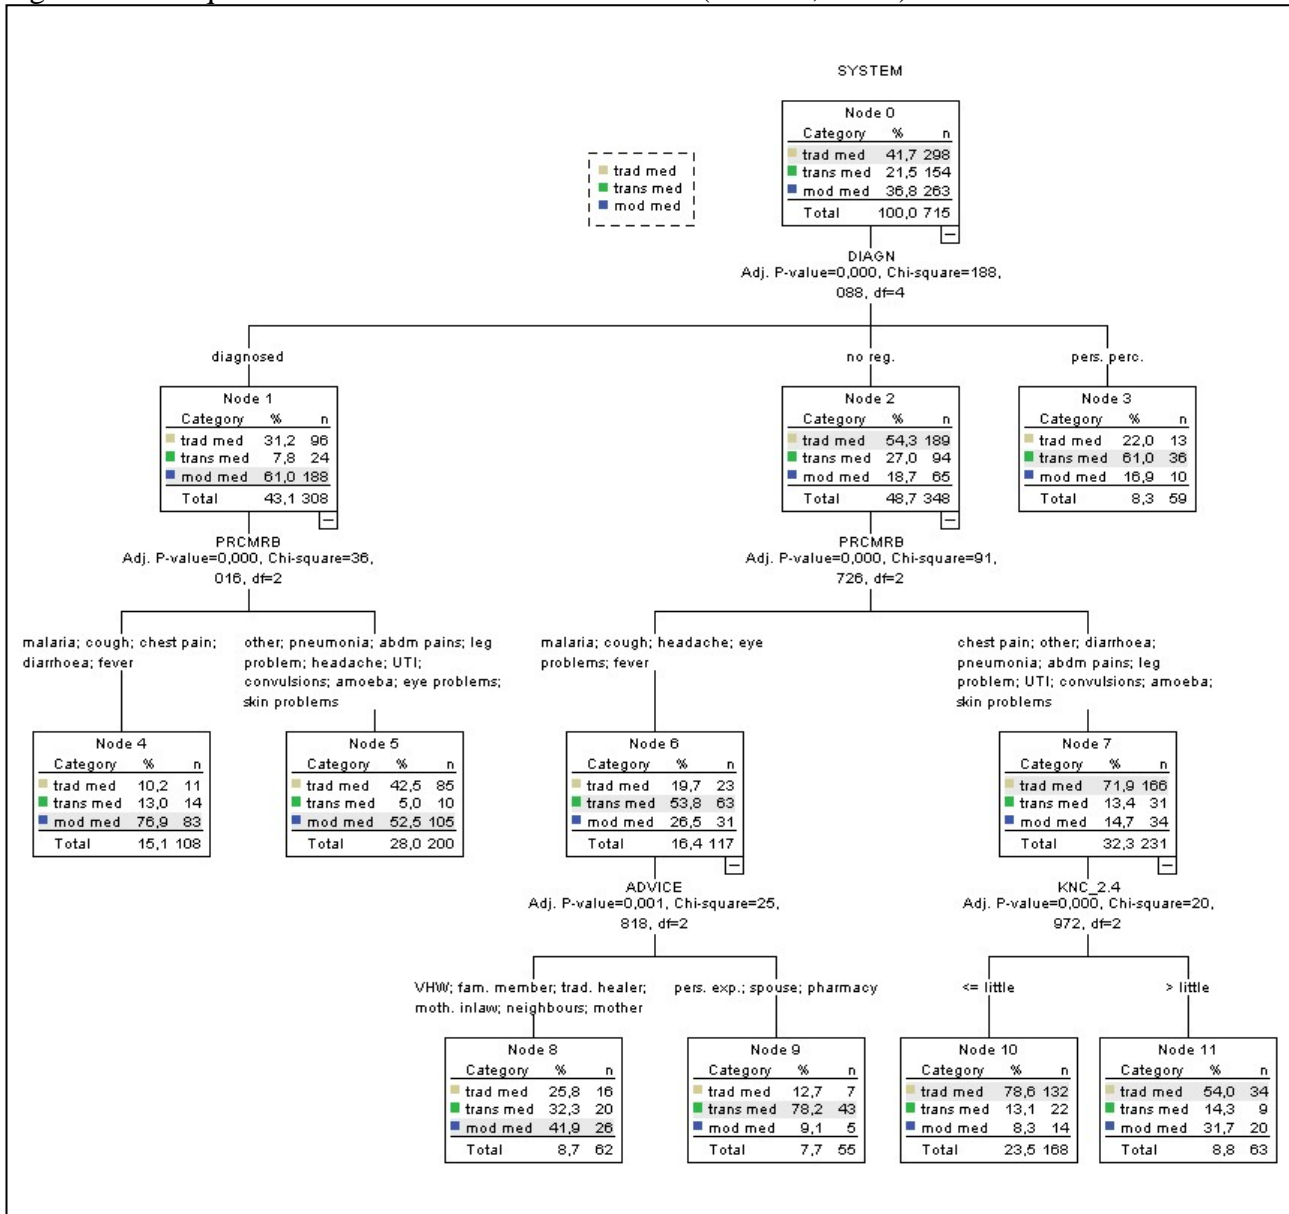 SYSTEM
Node 0
Category % n
trad med 41,7 298
trans med 21,5 154
mod med 36,8 263
Total 100,0 715
trad med
trans med
mod med
DIAGN
Adj. P-value=0,000, Chi-square=188,
088, df=4
diagnosed
no reg.
pers. perc.
Node 1
Category % n
trad med 31,2 96
trans med 7,8 24
mod med 61,0 188
Total 43,1 308
Node 2
Category % n
trad med 54,3 189
trans med 27,0 94
mod med 18,7 65
Total 48,7 348
Node 3
Category % n
trad med 22,0 13
trans med 61,0 36
mod med 16,9 10
Total 8,3 59
PRCMRB
Adj. P-value=0,000, Chi-square=36,
016, df=2
PRCMRB
Adj. P-value=0,000, Chi-square=91,
726, df=2
malaria; cough; chest pain;
diarrhoea; fever
other; pneumonia; abdm pains; leg
problem; headache; UTI;
convulsions; amoeba; eye problems;
skin problems
malaria; cough; headache; eye
problems; fever
chest pain; other; diarrhoea;
pneumonia; abdm pains; leg
problem; UTI; convulsions; amoeba;
skin problems
Node 4
Category % n
trad med 10,2 11
trans med 13,0 14
mod med 76,9 83
Total 15,1 108
Node 5
Category % n
trad med 42,5 85
trans med 5,0 10
mod med 52,5 105
Total 28,0 200
Node 6
Category % n
trad med 19,7 23
trans med 53,8 63
mod med 26,5 31
Total 16,4 117
Node 7
Category % n
trad med 71,9 166
trans med 13,4 31
mod med 14,7 34
Total 32,3 231
ADVICE
Adj. P-value=0,001, Chi-square=25,
818, df=2
KNC_2.4
Adj. P-value=0,000, Chi-square=20,
972, df=2
VHW; fam. member; trad. healer;
moth. inlaw; neighbours; mother
pers. exp.; spouse; pharmacy
<= little
> little
Node 8
Category % n
trad med 25,8 16
trans med 32,3 20
mod med 41,9 26
Total 8,7 62
Node 9
Category % n
trad med 12,7 7
trans med 78,2 43
mod med 9,1 5
Total 7,7 55
Node 10
Category % n
trad med 78,6 132
trans med 13,1 22
mod med 8,3 14
Total 23,5 168
Node 11
Category % n
trad med 54,0 34
trans med 14,3 9
mod med 31,7 20
Total 8,8 63